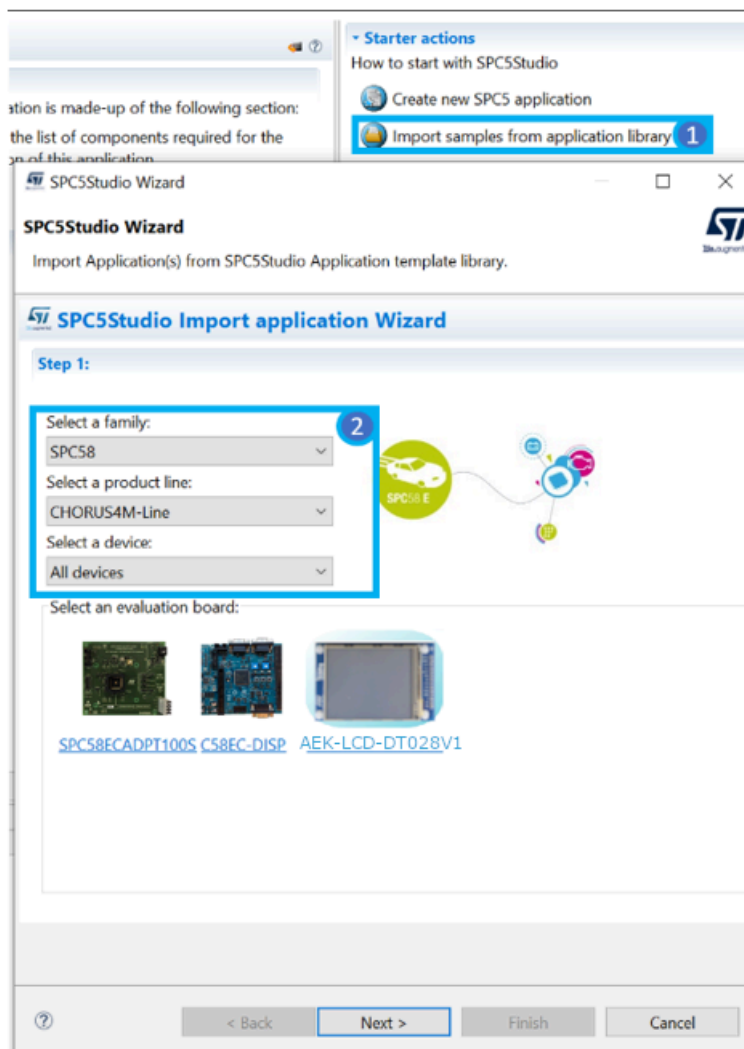 ation is made-up of the following section:
the list of components required for the
on of this application
Starter actions
How to start with SPC5Studio
Create new SPC5 application
Import samples from application library 1
SPC5Studio Wizard
SPC5Studio Wizard
Import Application(s) from SPC5Studio Application template library.
SPC5Studio Import application Wizard
Step 1:
2
Select a family:
SPC58
Select a product line:
CHORUS4M-Line
Select a device:
All devices
SPC58 E
Select an evaluation board:
SPC58ECADPT100S C58EC-DISP AEK-LCD-DT028V1
< Back Next > Finish Cancel